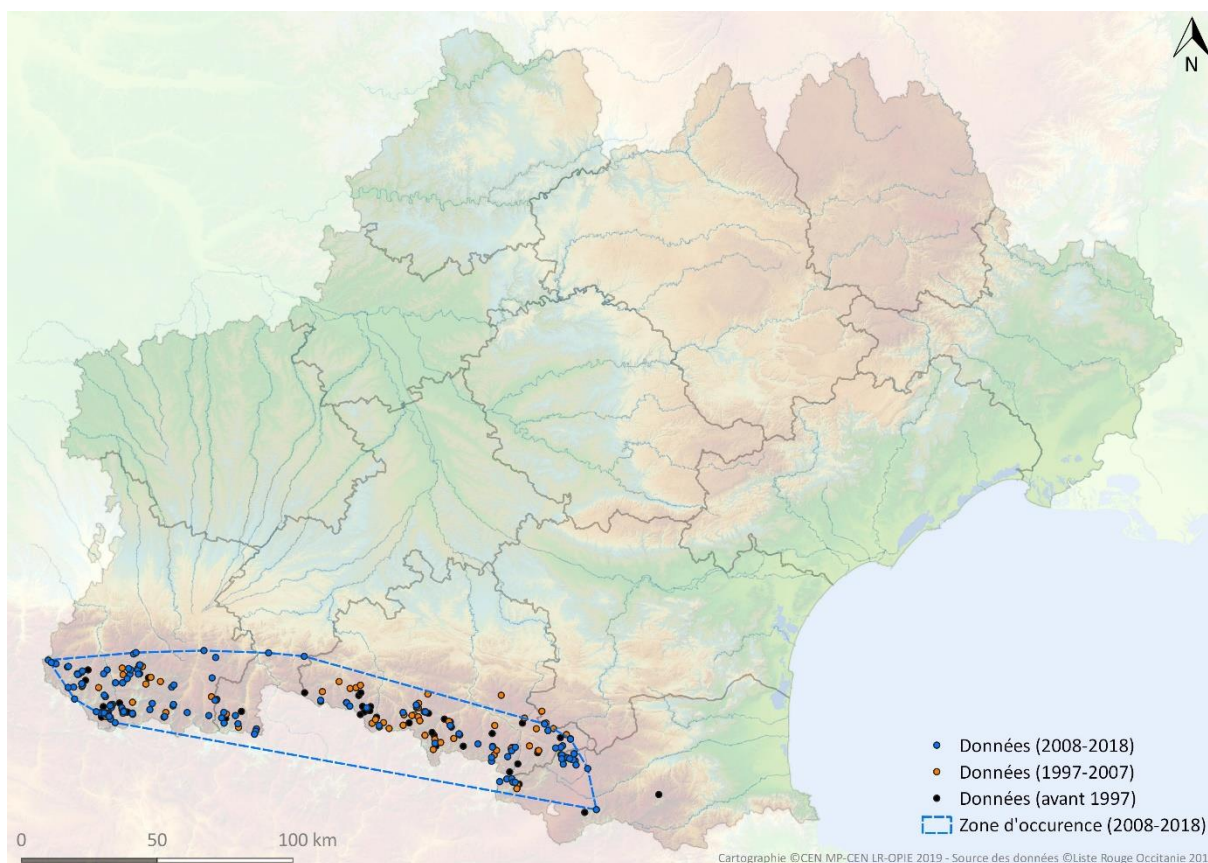 N
Données (2008-2018)
Données (1997-2007)
Données (avant 1997)
Zone d'occurence (2008-2018)
0 50 100 km
Cartographie ©CEN MP-CEN LR-OPIE 2019 - Source des données ©Liste Rouge Occitanie 201